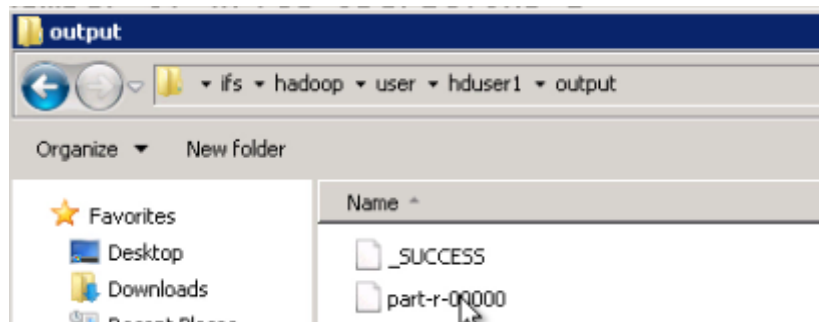 output
ifs hadoop user hduser1 output
Organize New folder
Favorites
Desktop
Downloads
Name
_SUCCESS
part-r-00000